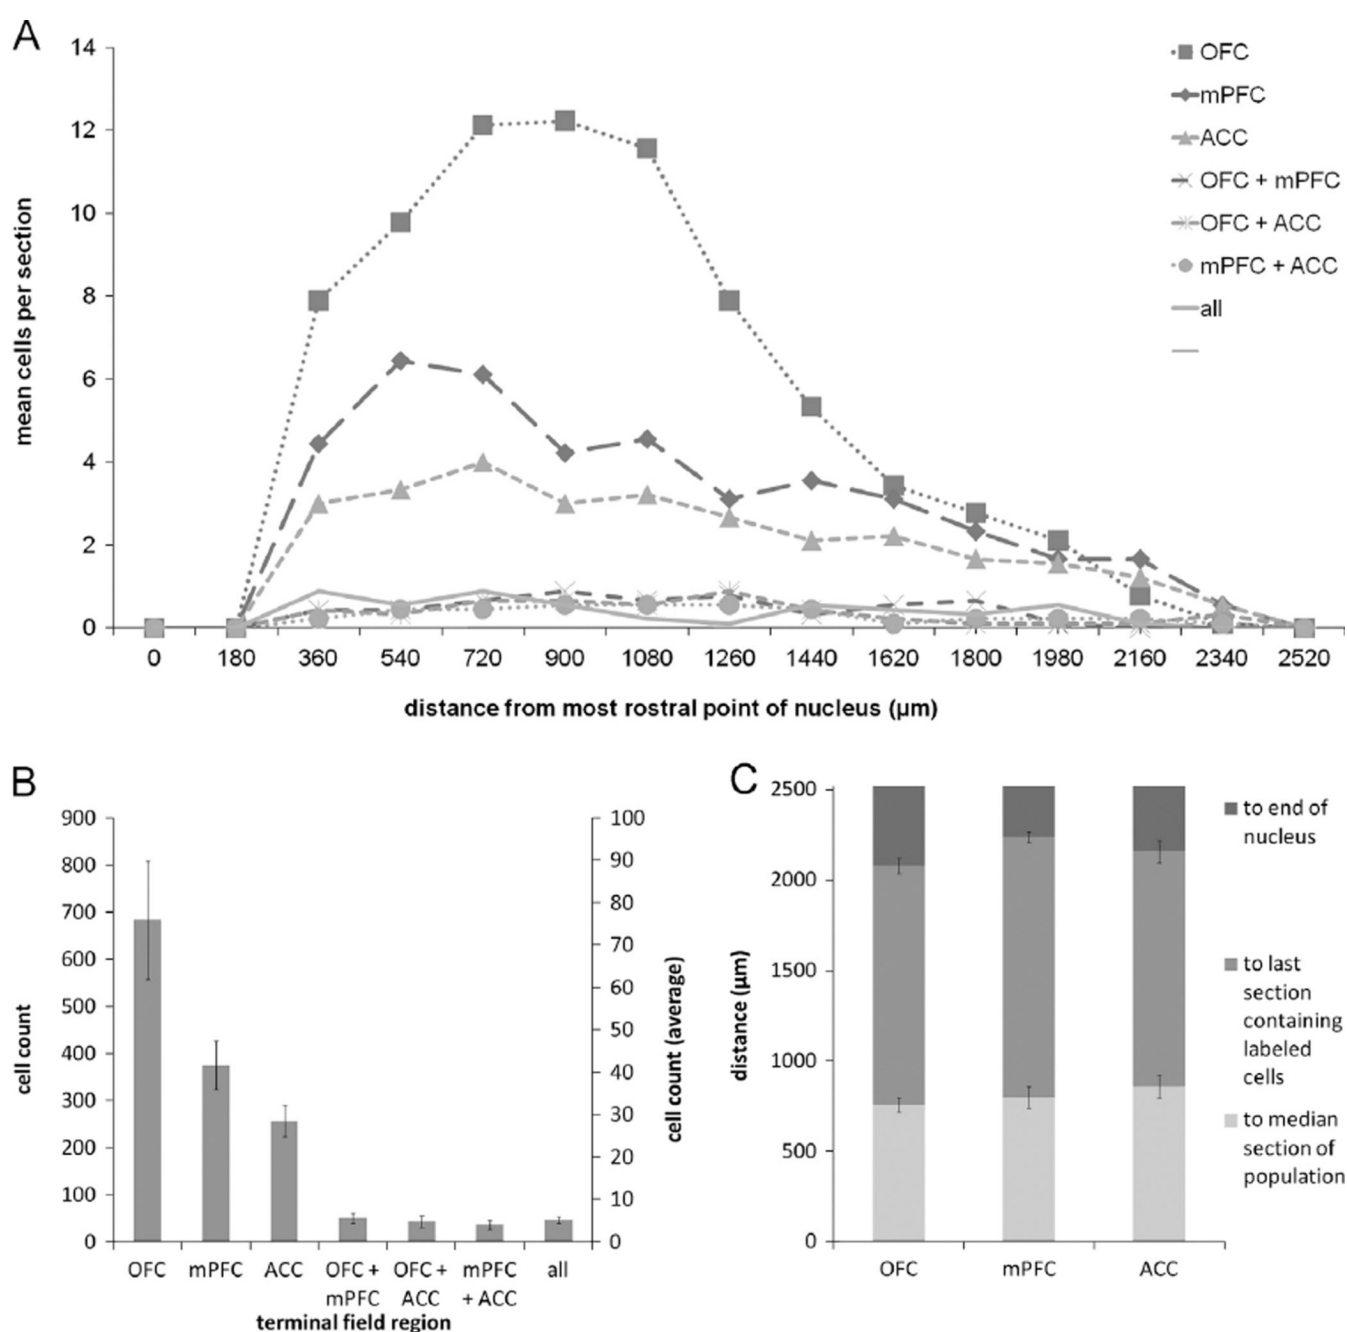 A
14
12
10
8
6
4
2
0
mean cells per section
OFC
mPFC
ACC
OFC + mPFC
OFC + ACC
mPFC + ACC
all
0 180 360 540 720 900 1080 1260 1440 1620 1800 1980 2160 2340 2520
distance from most rostral point of nucleus (µm)
B
900
800
700
600
500
400
300
200
100
0
cell count
100
90
80
70
60
50
40
30
20
10
0
cell count (average)
OFC mPFC ACC OFC + OFC + mPFC all
mPFC ACC + ACC
terminal field region
C
2500
2000
1500
1000
500
0
distance (µm)
OFC mPFC ACC
to end of
nucleus
to last
section
containing
labeled
cells
to median
section of
population